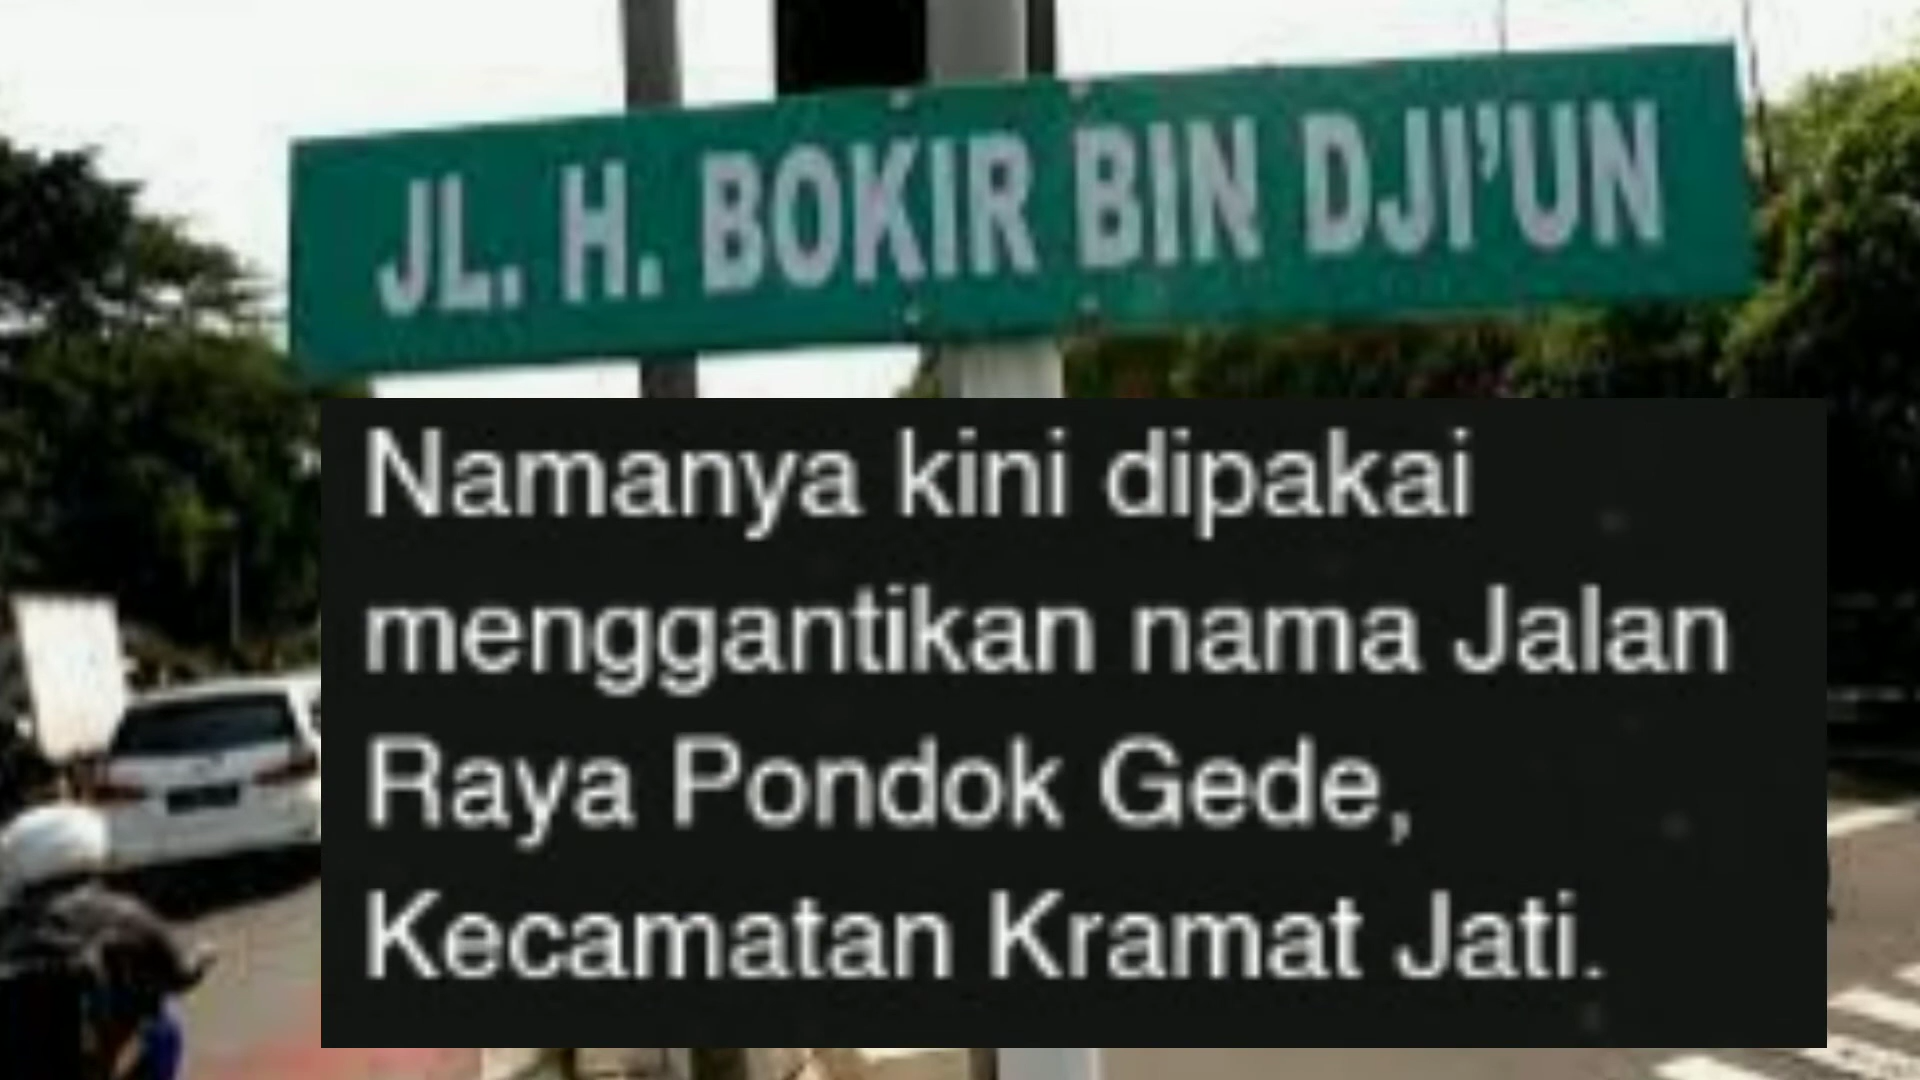 JL. H. BOKIR BIN DJI'UN
Namanya kini dipakai
menggantikan nama Jalan
Raya Pondok Gede,
Kecamatan Kramat Jati.